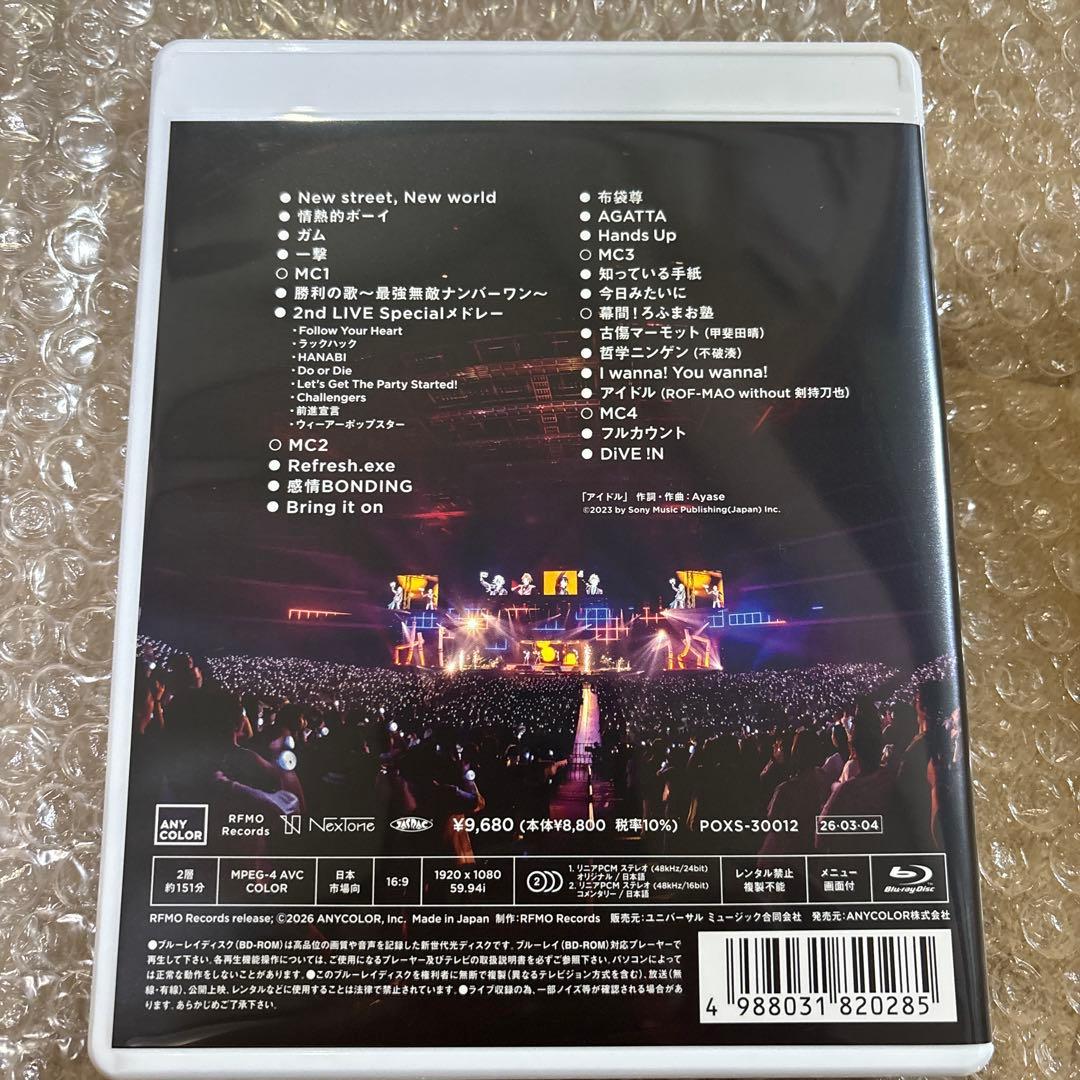 ● New street, New world
● 情熱的ボーイ
● ガム
● 一撃
○ MC1
● 勝利の歌～最強無敵ナンバーワン～
● 2nd LIVE Specialメドレー
・Follow Your Heart
・ラックハック
・HANABI
・Do or Die
・Let's Get The Party Started!
・Challengers
・前進宣言
・ウィーアーポップスター
○ MC2
● Refresh.exe
● 感情BONDING
● Bring it on
● 布袋尊
● AGATTA
● Hands Up
○ MC3
● 知っている手紙
● 今日みたいに
○ 幕間！ろふまお塾
● 古傷マーモット（甲斐田晴）
● 哲学ニンゲン（不破湊）
● I wanna! You wanna!
● アイドル（ROF-MAO without 剣持刀也）
○ MC4
● フルカウント
● DiVE !N
「アイドル」 作詞・作曲：Ayase
©2023 by Sony Music Publishing(Japan) Inc.
ANY COLOR RFMO Records NexTone JASRAC ¥9,680（本体¥8,800 税率10%） POXS-30012 26・03・04
2層 約151分
MPEG-4 AVC COLOR
日本市場向
16:9
1920 x 1080 59.94i
2
1. リニアPCM ステレオ（48kHz/24bit）
オリジナル / 日本語
2. リニアPCM ステレオ（48kHz/16bit）
コメンタリー / 日本語
レンタル禁止 複製不能
メニュー画面付
Blu-ray Disc
RFMO Records release; ©2026 ANYCOLOR, Inc. Made in Japan 制作：RFMO Records 販売元：ユニバーサル ミュージック合同会社 発売元：ANYCOLOR株式会社
●ブルーレイディスク（BD-ROM）は高品位の画質や音声を記録した新世代光ディスクです。ブルーレイ（BD-ROM）対応プレーヤーで
再生して下さい。各再生機能操作については、ご使用になるプレーヤー及びテレビの取扱説明書を必ずご参照下さい。パソコンによって
は正常な動作をしないことがあります。●このブルーレイディスクを権利者に無断で複製（異なるテレビジョン方式を含む）、放送（無
線・有線）、公開上映、レンタルなどに使用することは法律で禁止されています。●ライブ収録の為、一部ノイズ等が確認される場合があり
ます。あらかじめご了承下さい。
4 988031 820285